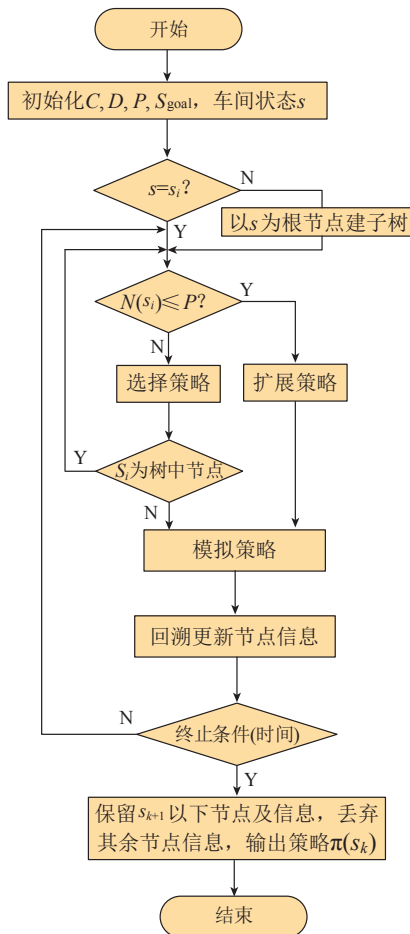 开始
初始化C, D, P, Sgoal，车间状态s
s=si?
N
Y
以s为根节点建子树
N(si)≤P?
Y
N
选择策略
扩展策略
Y
Si为树中节点
N
模拟策略
回溯更新节点信息
N
终止条件(时间)
Y
保留sk+1以下节点及信息，丢弃
其余节点信息，输出策略π(sk)
结束